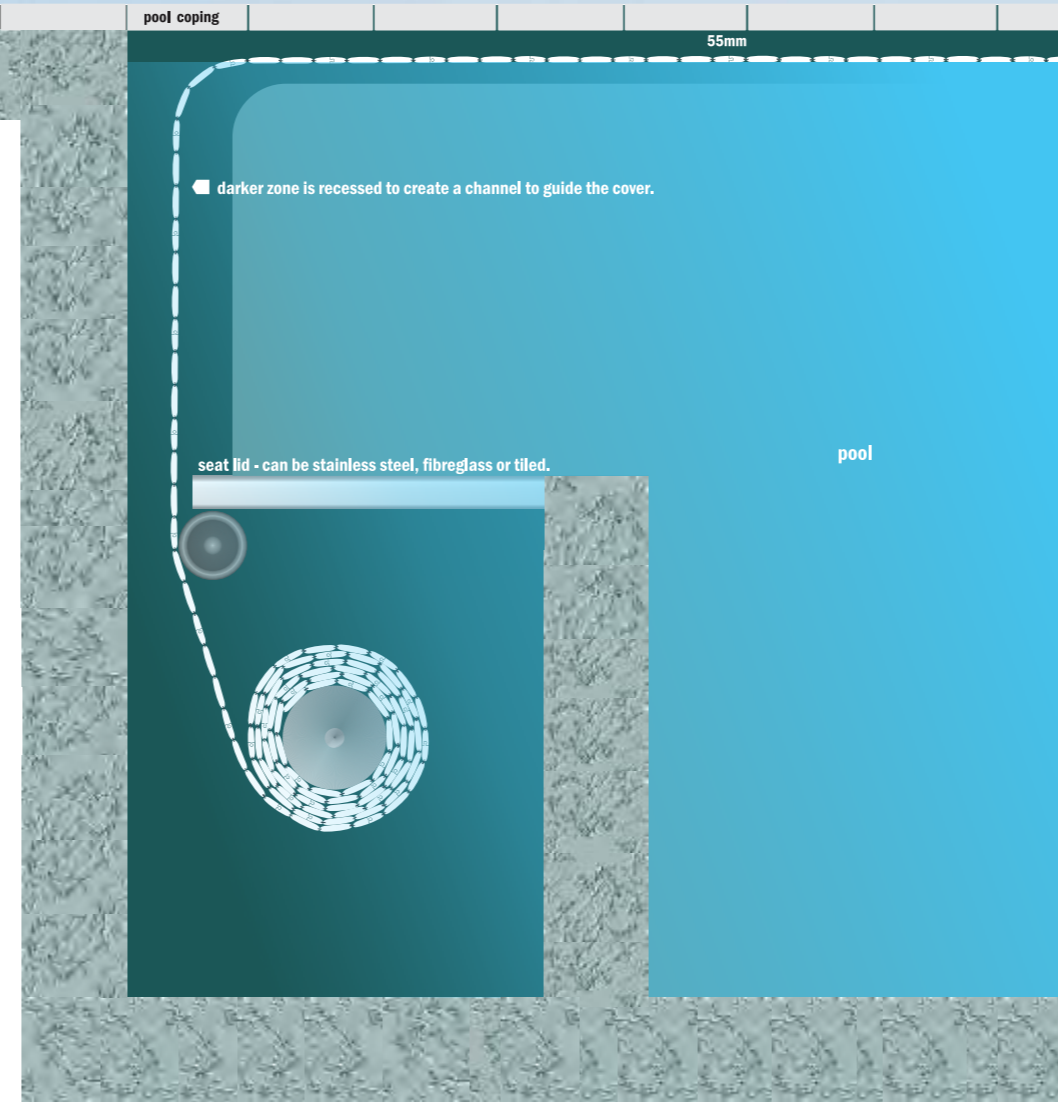 pool coping
55mm
darker zone is recessed to create a channel to guide the cover.
pool
seat lid - can be stainless steel, fibreglass or tiled.